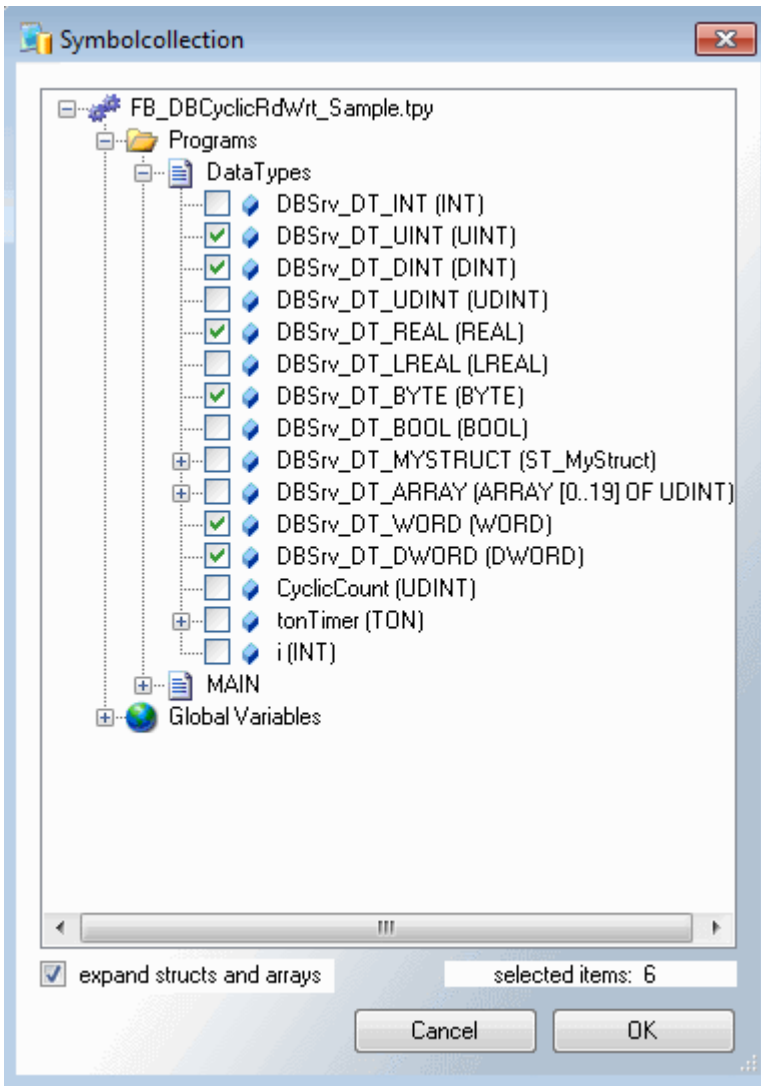 Symbolcollection
FB_DBCyclicRdWrt_Sample.tpy
Programs
DataTypes
DBSrv_DT_INT (INT)
DBSrv_DT_UINT (UINT)
DBSrv_DT_DINT (DINT)
DBSrv_DT_UDINT (UDINT)
DBSrv_DT_REAL (REAL)
DBSrv_DT_LREAL (LREAL)
DBSrv_DT_BYTE (BYTE)
DBSrv_DT_BOOL (BOOL)
DBSrv_DT_MYSTRUCT (ST_MyStruct)
DBSrv_DT_ARRAY (ARRAY [0..19] OF UDINT)
DBSrv_DT_WORD (WORD)
DBSrv_DT_DWORD (DWORD)
CyclicCount (UDINT)
tonTimer (TON)
i (INT)
MAIN
Global Variables
expand structs and arrays selected items: 6
Cancel OK